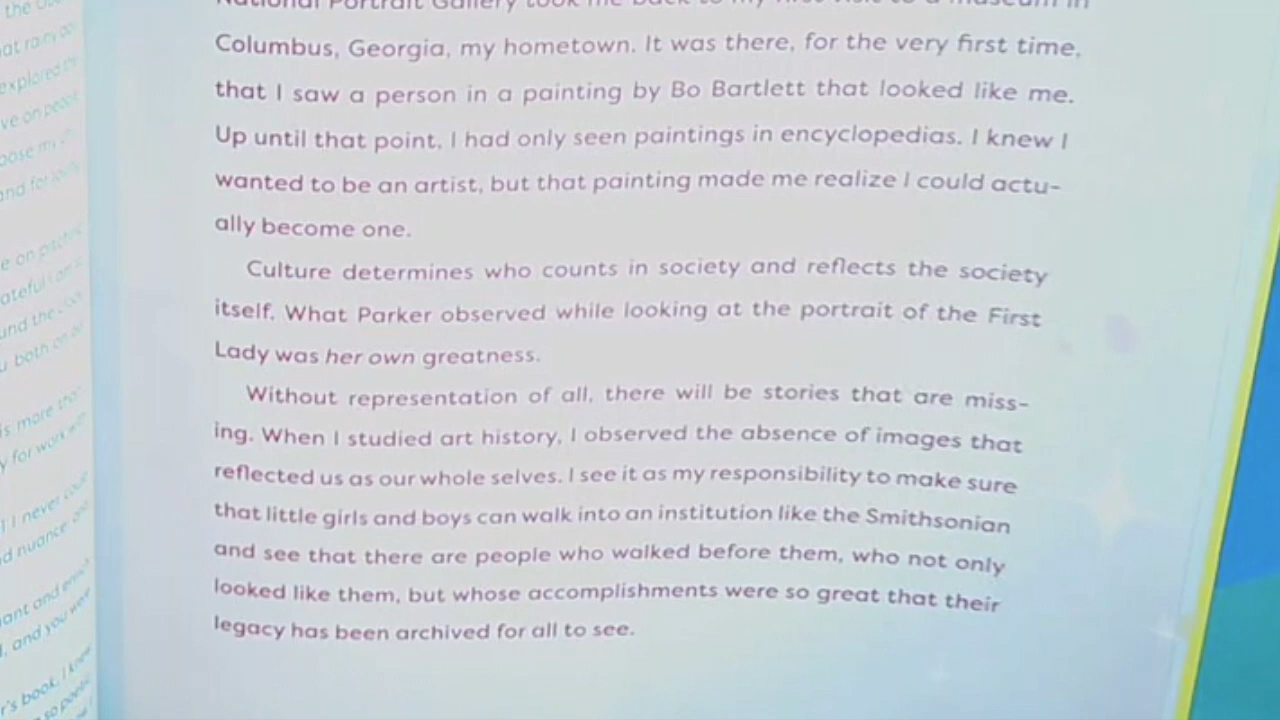 National Portrait Gallery took me back to my first visit to a museum in
Columbus, Georgia, my hometown. It was there, for the very first time,
that I saw a person in a painting by Bo Bartlett that looked like me.
Up until that point, I had only seen paintings in encyclopedias. I knew I
wanted to be an artist, but that painting made me realize I could actu-
ally become one.
Culture determines who counts in society and reflects the society
itself. What Parker observed while looking at the portrait of the First
Lady was her own greatness.
Without representation of all, there will be stories that are miss-
ing. When I studied art history, I observed the absence of images that
reflected us as our whole selves. I see it as my responsibility to make sure
that little girls and boys can walk into an institution like the Smithsonian
and see that there are people who walked before them, who not only
looked like them, but whose accomplishments were so great that their
legacy has been archived for all to see.